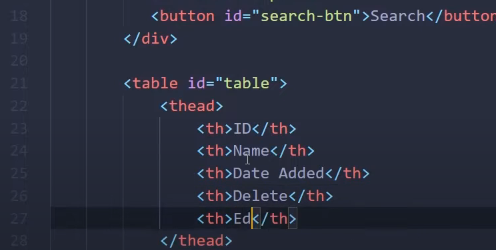 18 <button id="search-btn">Search</button
19 </div>
20
21 <table id="table">
22 <thead>
23 <th>ID</th>
24 <th>Name</th>
25 <th>Date Added</th>
26 <th>Delete</th>
27 <th>Ed</th>
28 </thead>